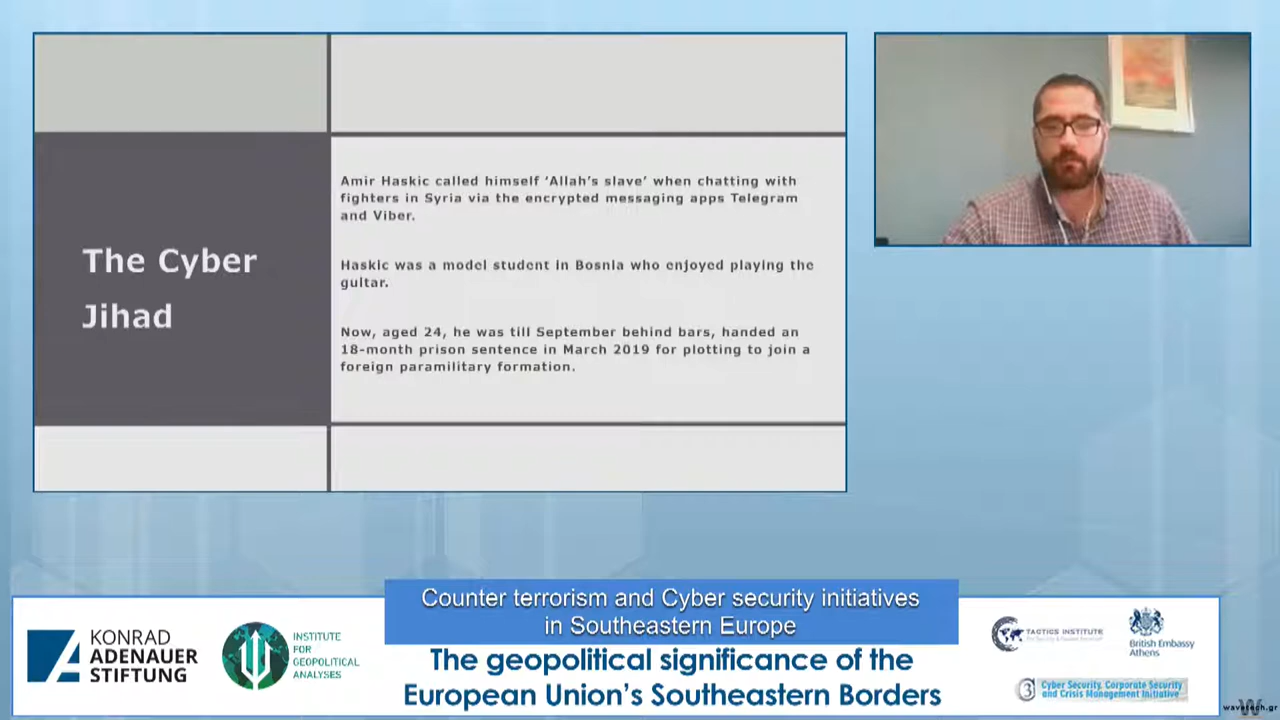 The Cyber
Jihad
Amir Haskic called himself ‘Allah’s slave’ when chatting with
fighters in Syria via the encrypted messaging apps Telegram
and Viber.
Haskic was a model student in Bosnia who enjoyed playing the
guitar.
Now, aged 24, he was till September behind bars, handed an
18-month prison sentence in March 2019 for plotting to join a
foreign paramilitary formation.
Counter terrorism and Cyber security initiatives
in Southeastern Europe
The geopolitical significance of the
European Union’s Southeastern Borders
KONRAD
ADENAUER
STIFTUNG
INSTITUTE
FOR
GEOPOLITICAL
ANALYSES
TACTICS INSTITUTE
British Embassy
Athens
3
Cyber Security, Corporate Security
and Crisis Management Initiative
wavetech.gr